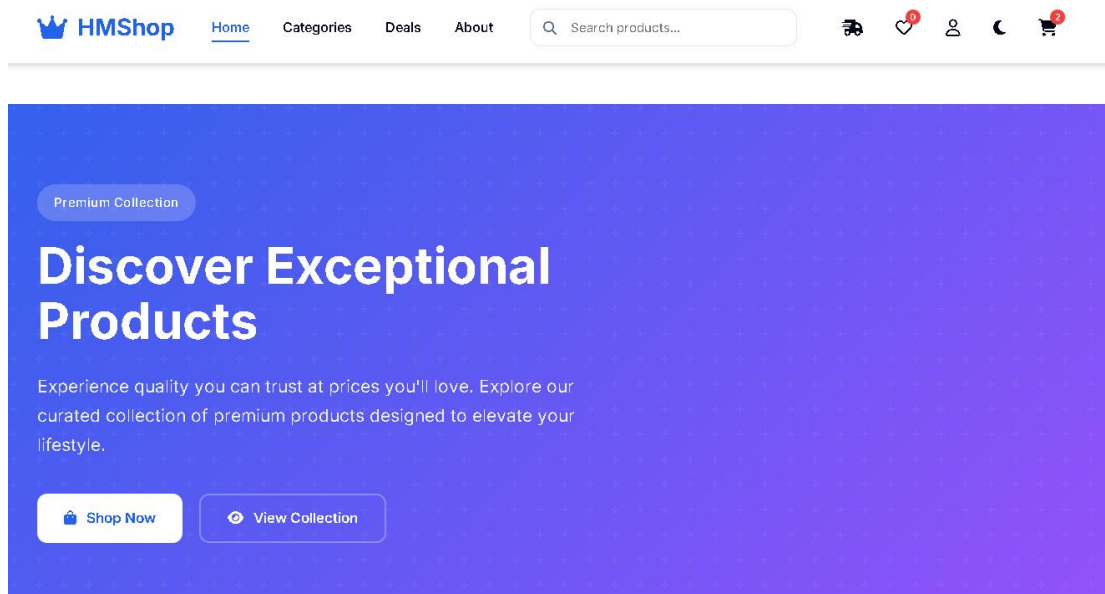 HMShop
Home Categories Deals About Search products... 0 2
Premium Collection
Discover Exceptional
Products
Experience quality you can trust at prices you'll love. Explore our
curated collection of premium products designed to elevate your
lifestyle.
Shop Now View Collection